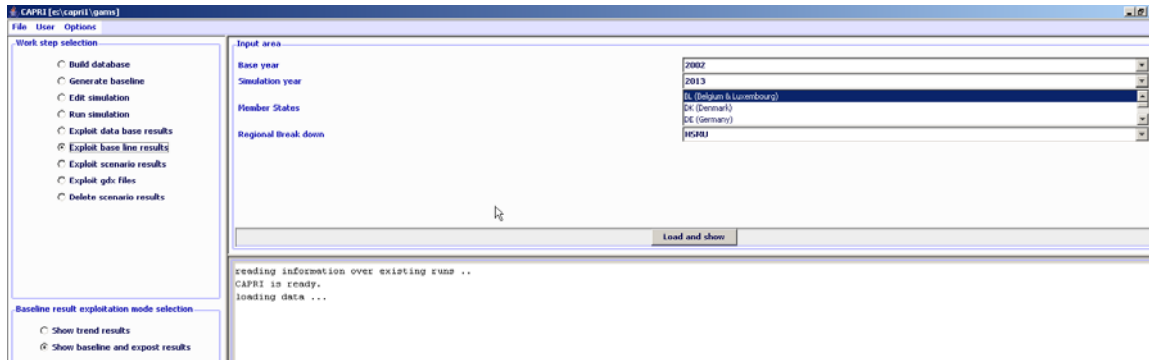 CAPRI [e:\capri1\gams]
File User Options
Work step selection
Build database
Generate baseline
Edit simulation
Run simulation
Exploit data base results
Exploit base line results
Exploit scenario results
Exploit gdx files
Delete scenario results
Baseline result exploitation mode selection
Show trend results
Show baseline and expost results
Input area
Base year 2002
Simulation year 2013
Member States
BL (Belgium & Luxembourg)
DK (Denmark)
DE (Germany)
Regional Break down HSMU
Load and show
reading information over existing runs ..
CAPRI is ready.
loading data ...